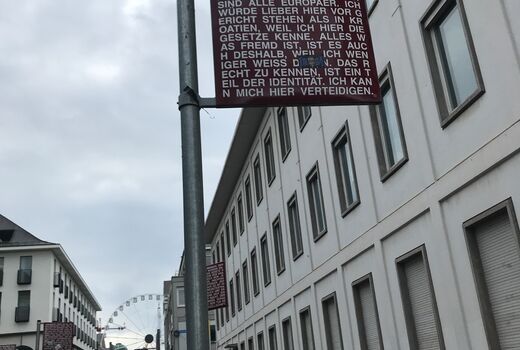 SIND ALLE EUROPÄER. ICH
WÜRDE LIEBER HIER VOR G
ERICHT STEHEN ALS IN KR
OATIEN, WEIL ICH HIER DIE
GESETZE KENNE. ALLES W
AS FREMD IST, IST ES AUC
H DESHALB, WEIL ICH WEN
IGER WEISS DAVON. DAS R
ECHT ZU KENNEN, IST EIN T
EIL DER IDENTITÄT. ICH KAN
N MICH HIER VERTEIDIGEN.